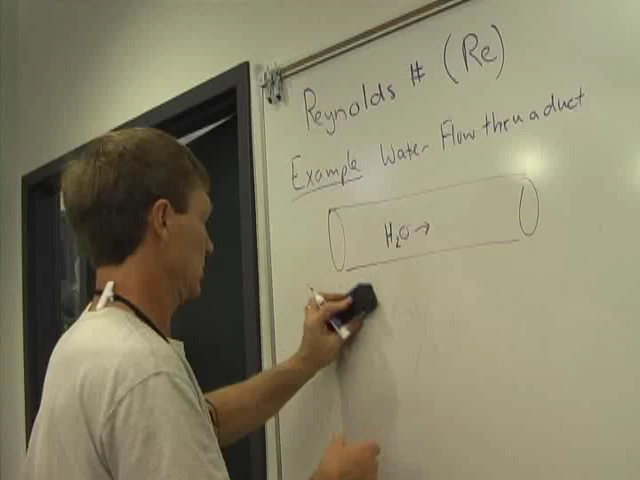 Reynolds # (Re)
Example Water Flow thru a duct
H₂O →